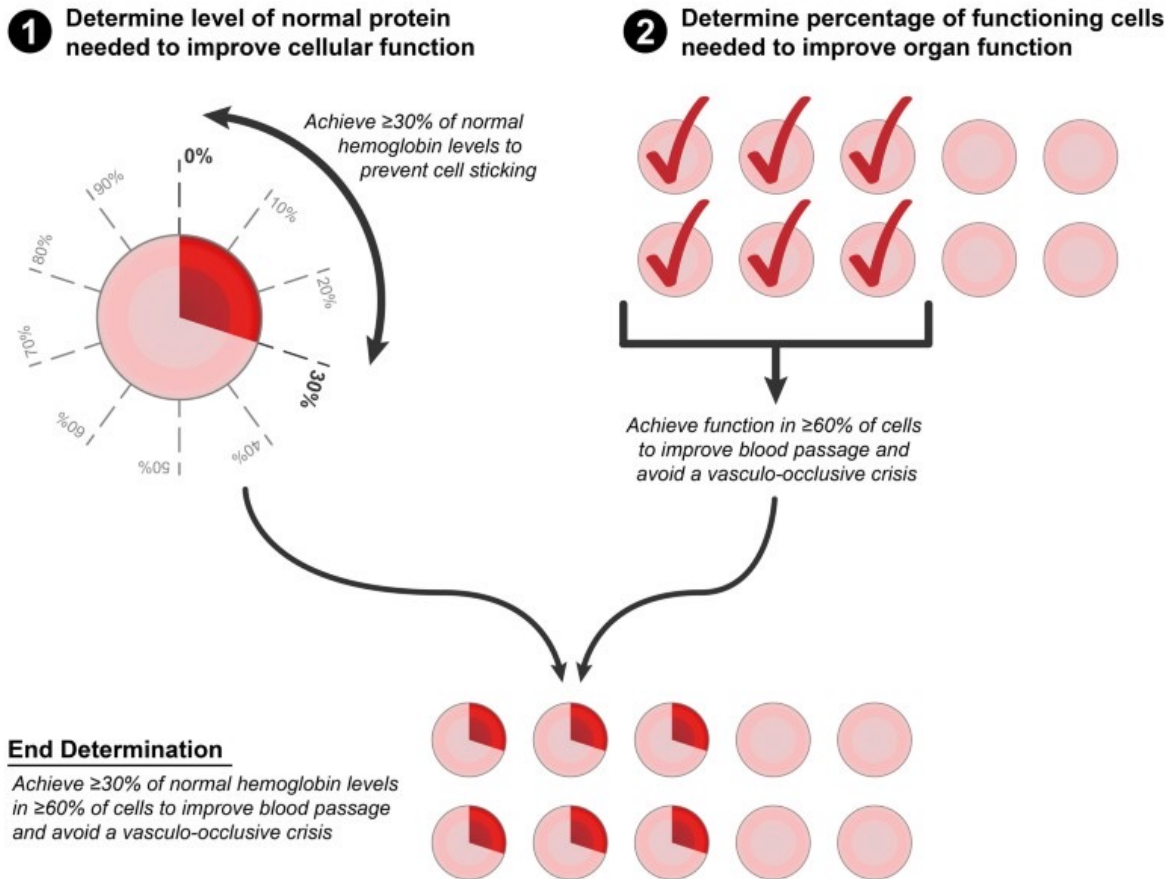 1 Determine level of normal protein
needed to improve cellular function
Achieve ≥30% of normal
hemoglobin levels to
prevent cell sticking
0%
10%
20%
30%
40%
50%
60%
70%
80%
90%
2 Determine percentage of functioning cells
needed to improve organ function
Achieve function in ≥60% of cells
to improve blood passage and
avoid a vasculo-occlusive crisis
End Determination
Achieve ≥30% of normal hemoglobin levels
in ≥60% of cells to improve blood passage
and avoid a vasculo-occlusive crisis